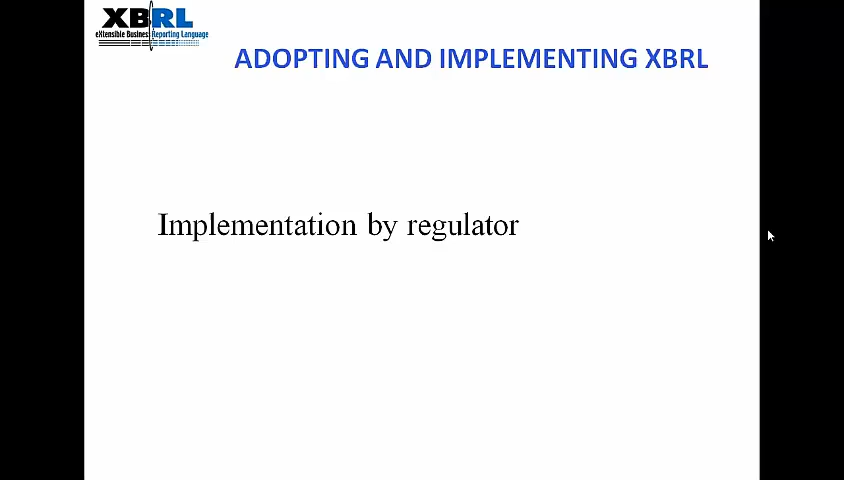 XBRL
eXtensible Business Reporting Language
ADOPTING AND IMPLEMENTING XBRL
Implementation by regulator